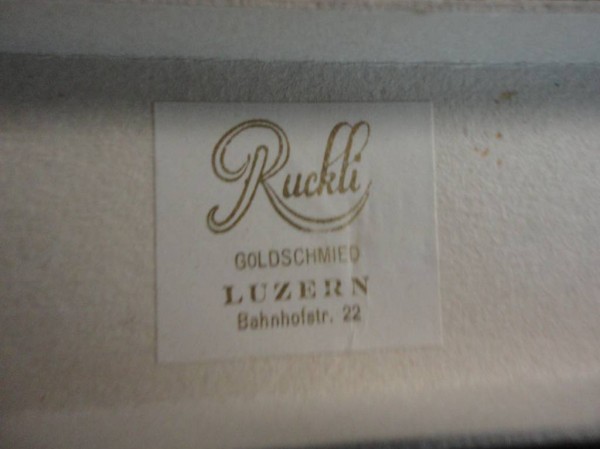 Ruckli
GOLDSCHMIED
LUZERN
Bahnhofstr. 22